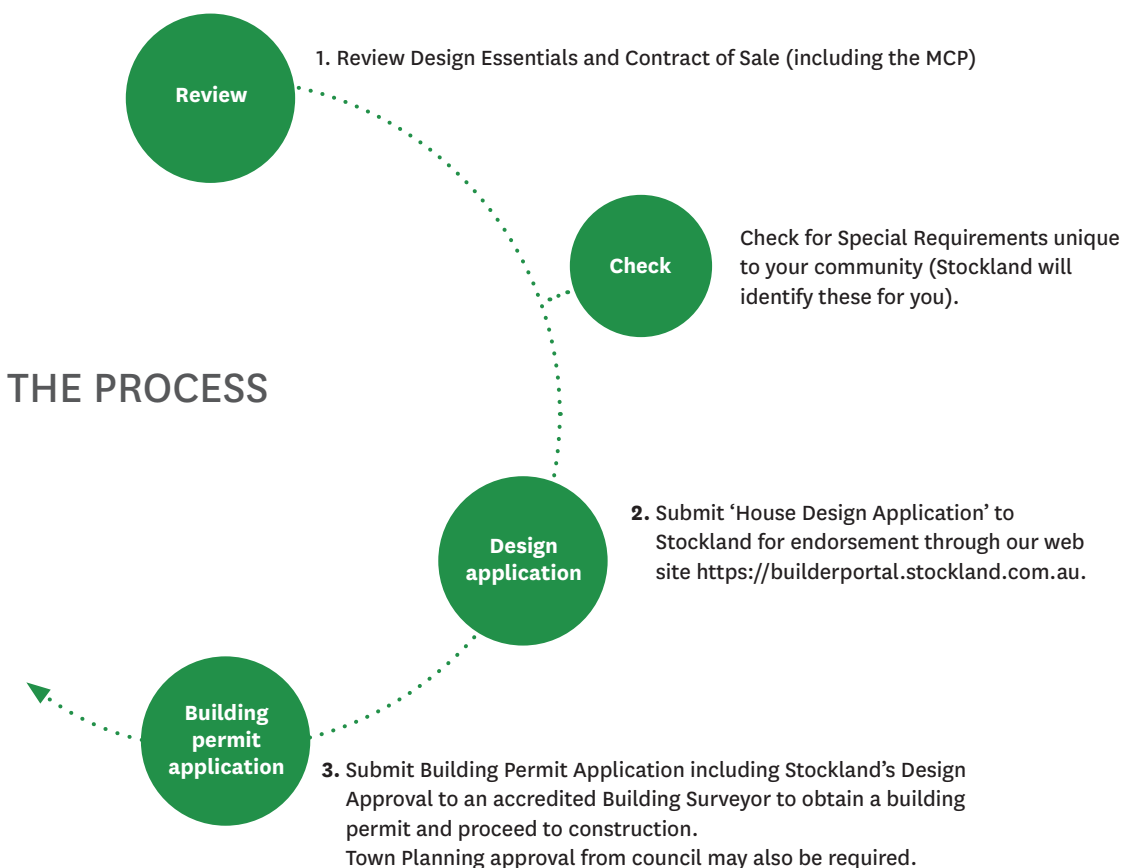 Review
1. Review Design Essentials and Contract of Sale (including the MCP)
Check
Check for Special Requirements unique
to your community (Stockland will
identify these for you).
THE PROCESS
Design
application
2. Submit ‘House Design Application’ to
Stockland for endorsement through our web
site https://builderportal.stockland.com.au.
Building
permit
application
3. Submit Building Permit Application including Stockland’s Design
Approval to an accredited Building Surveyor to obtain a building
permit and proceed to construction.
Town Planning approval from council may also be required.